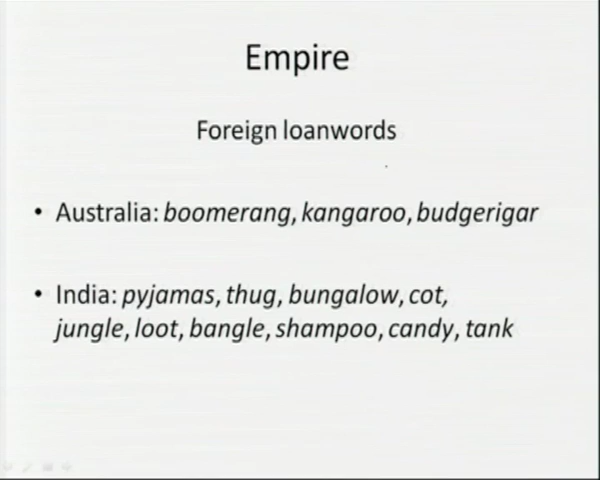 Empire
Foreign loanwords
• Australia: boomerang, kangaroo, budgerigar
• India: pyjamas, thug, bungalow, cot,
jungle, loot, bangle, shampoo, candy, tank